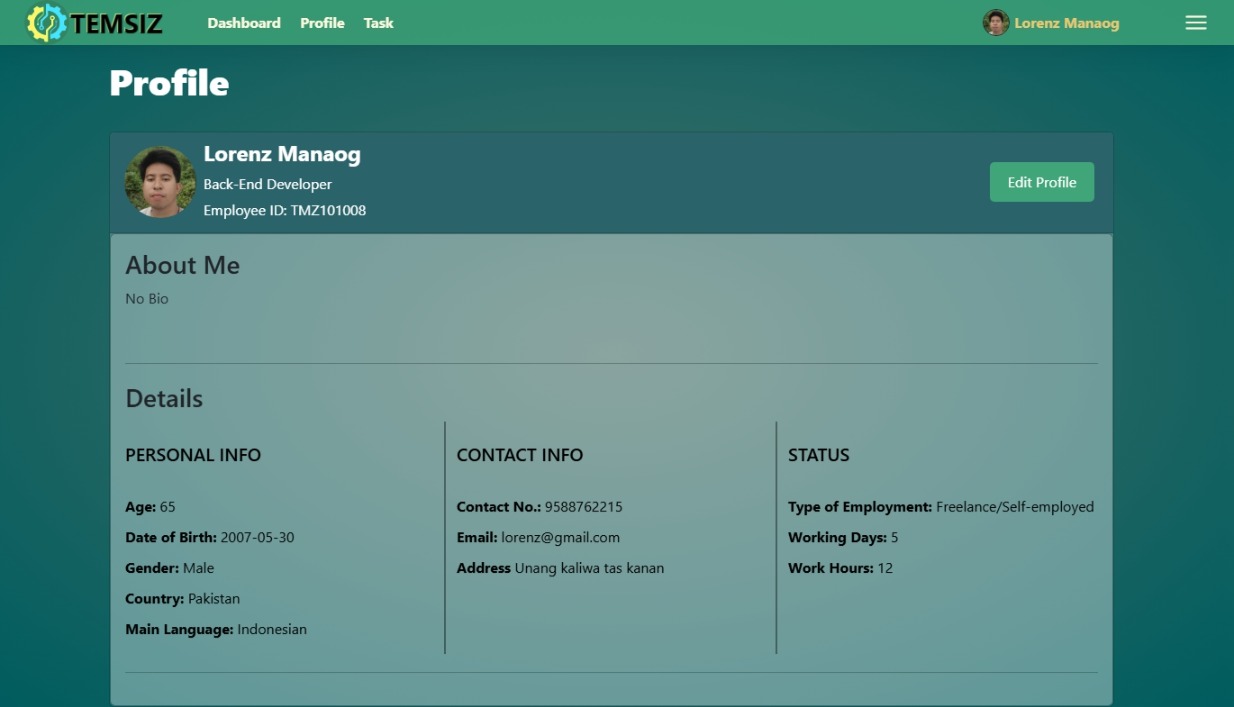 TEMSIZ Dashboard Profile Task Lorenz Manaog
Profile
Lorenz Manaog
Back-End Developer
Employee ID: TMZ101008
Edit Profile
About Me
No Bio
Details
PERSONAL INFO
Age: 65
Date of Birth: 2007-05-30
Gender: Male
Country: Pakistan
Main Language: Indonesian
CONTACT INFO
Contact No.: 9588762215
Email: lorenz@gmail.com
Address Unang kaliwa tas kanan
STATUS
Type of Employment: Freelance/Self-employed
Working Days: 5
Work Hours: 12